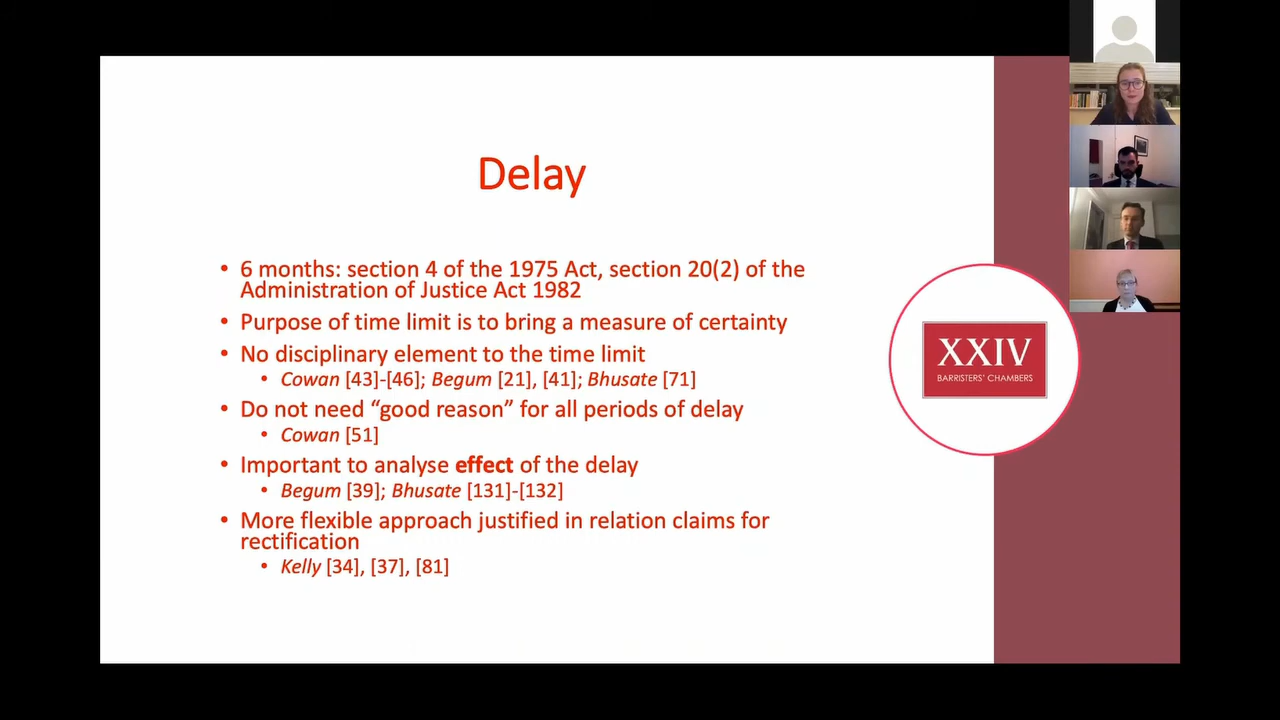 Delay
• 6 months: section 4 of the 1975 Act, section 20(2) of the
Administration of Justice Act 1982
• Purpose of time limit is to bring a measure of certainty
• No disciplinary element to the time limit
• Cowan [43]-[46]; Begum [21], [41]; Bhusate [71]
• Do not need “good reason” for all periods of delay
• Cowan [51]
• Important to analyse effect of the delay
• Begum [39]; Bhusate [131]-[132]
• More flexible approach justified in relation claims for
rectification
• Kelly [34], [37], [81]
XXIV
BARRISTERS' CHAMBERS